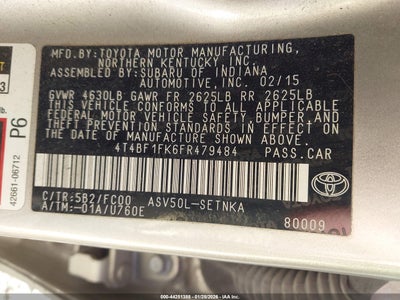 MFD.BY:TOYOTA MOTOR MANUFACTURING,
NORTHERN KENTUCKY, INC.
ASSEMBLED BY:SUBARU OF INDIANA
AUTOMOTIVE,INC. 02/15
GVWR 4630LB GAWR FR 2625LB RR 2625LB
THIS VEHICLE CONFORMS TO ALL APPLICABLE
FEDERAL MOTOR VEHICLE SAFETY, BUMPER, AND
THEFT PREVENTION STANDARDS IN EFFECT ON
THE DATE OF MANUFACTURE SHOWN ABOVE.
4T4BF1FK6FR479484 PASS.CAR
C/TR:5B2/FC00 ASV50L-SETNKA
A/TM:-01A/U760E
80009
TOYOTA
P6
42661-06712
000 - 44251388 - 01/28/2026 - IAA